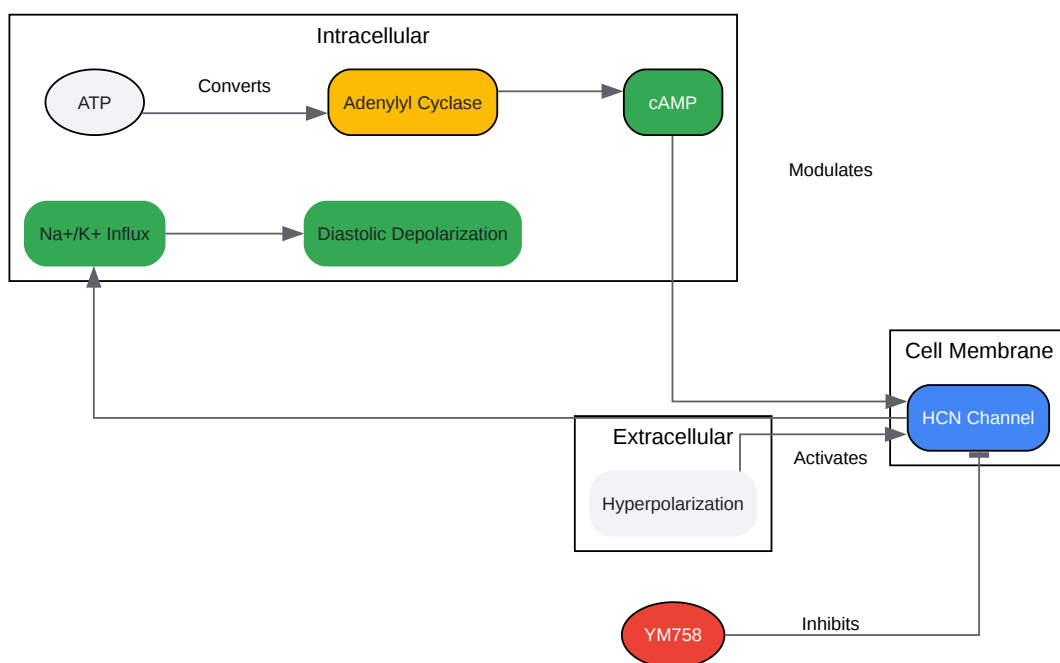 Intracellular
ATP
Converts
Adenylyl Cyclase
cAMP
Modulates
Na+/K+ Influx
Diastolic Depolarization
Cell Membrane
HCN Channel
Extracellular
Activates
Hyperpolarization
YM758
Inhibits